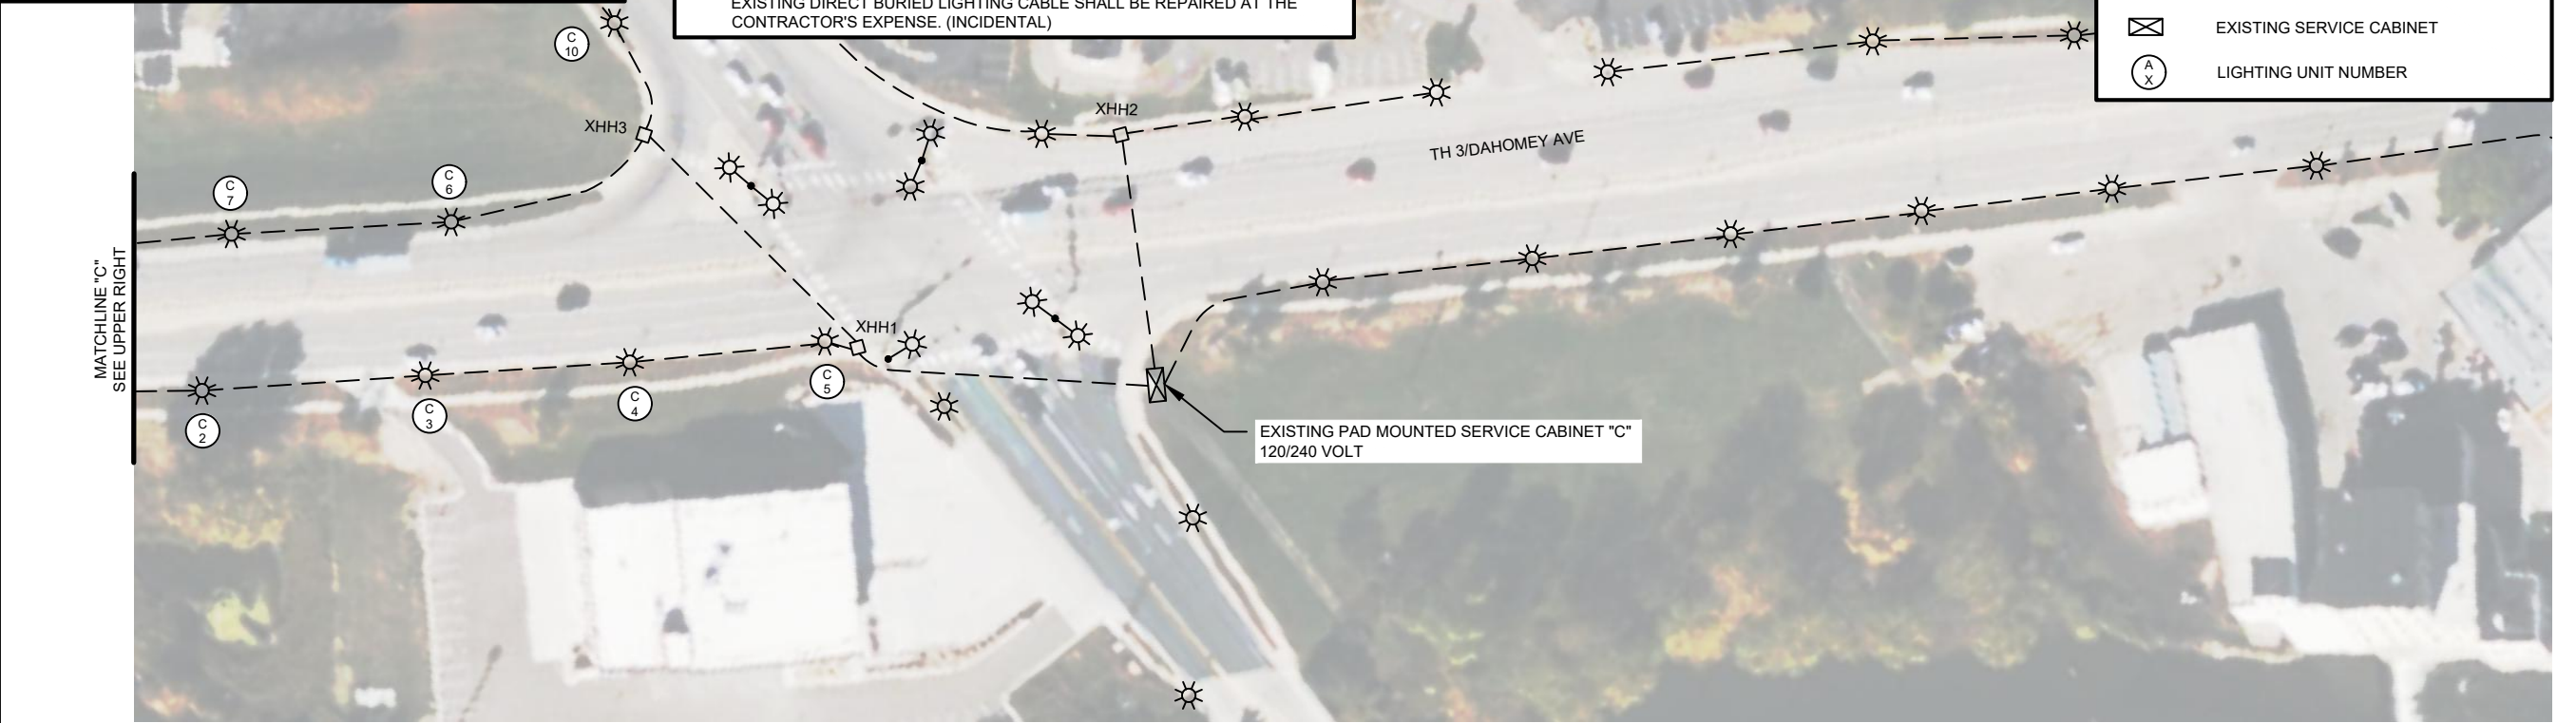 EXISTING DIRECT BURIED LIGHTING CABLE SHALL BE REPAIRED AT THE
CONTRACTOR'S EXPENSE. (INCIDENTAL)
EXISTING SERVICE CABINET
A
X
LIGHTING UNIT NUMBER
C
10
XHH3
XHH2
TH 3/DAHOMEY AVE
C
7
C
6
MATCHLINE "C"
SEE UPPER RIGHT
XHH1
C
2
C
3
C
4
C
5
EXISTING PAD MOUNTED SERVICE CABINET "C"
120/240 VOLT